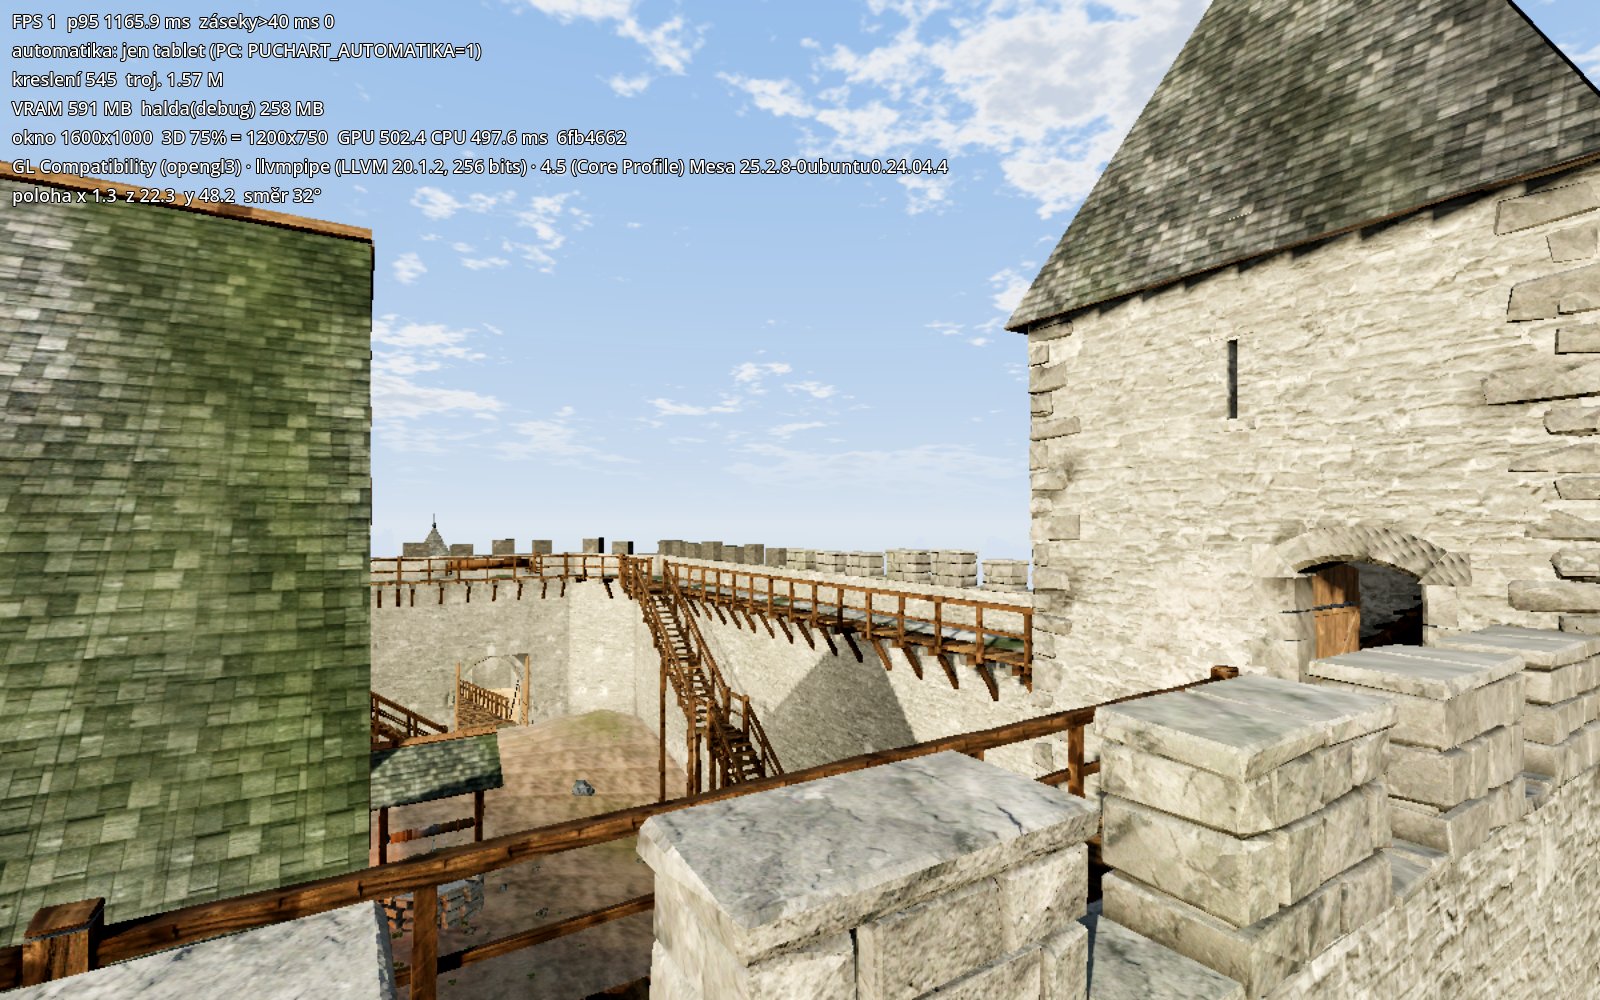 FPS 1  p95 1165.9 ms  záseky>40 ms 0
automatika: jen tablet (PC: PUCHART_AUTOMATIKA=1)
kreslení 545  troj. 1.57 M
VRAM 591 MB  halda(debug) 258 MB
okno 1600x1000  3D 75% = 1200x750  GPU 502.4 CPU 497.6 ms  6fb4662
GL Compatibility (opengl3) · llvmpipe (LLVM 20.1.2, 256 bits) · 4.5 (Core Profile) Mesa 25.2.8-0ubuntu0.24.04.4
poloha x 1.3  z 22.3  y 48.2  směr 32°